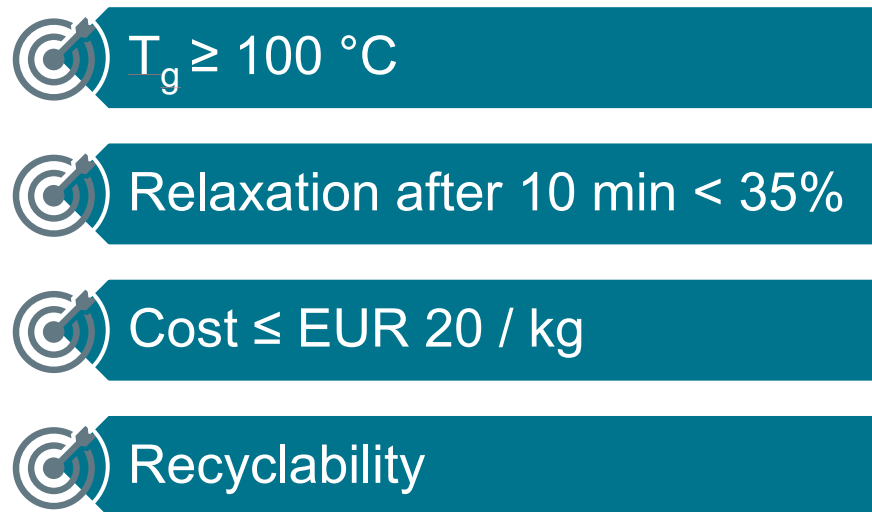 Tg ≥ 100 °C
Relaxation after 10 min < 35%
Cost ≤ EUR 20 / kg
Recyclability